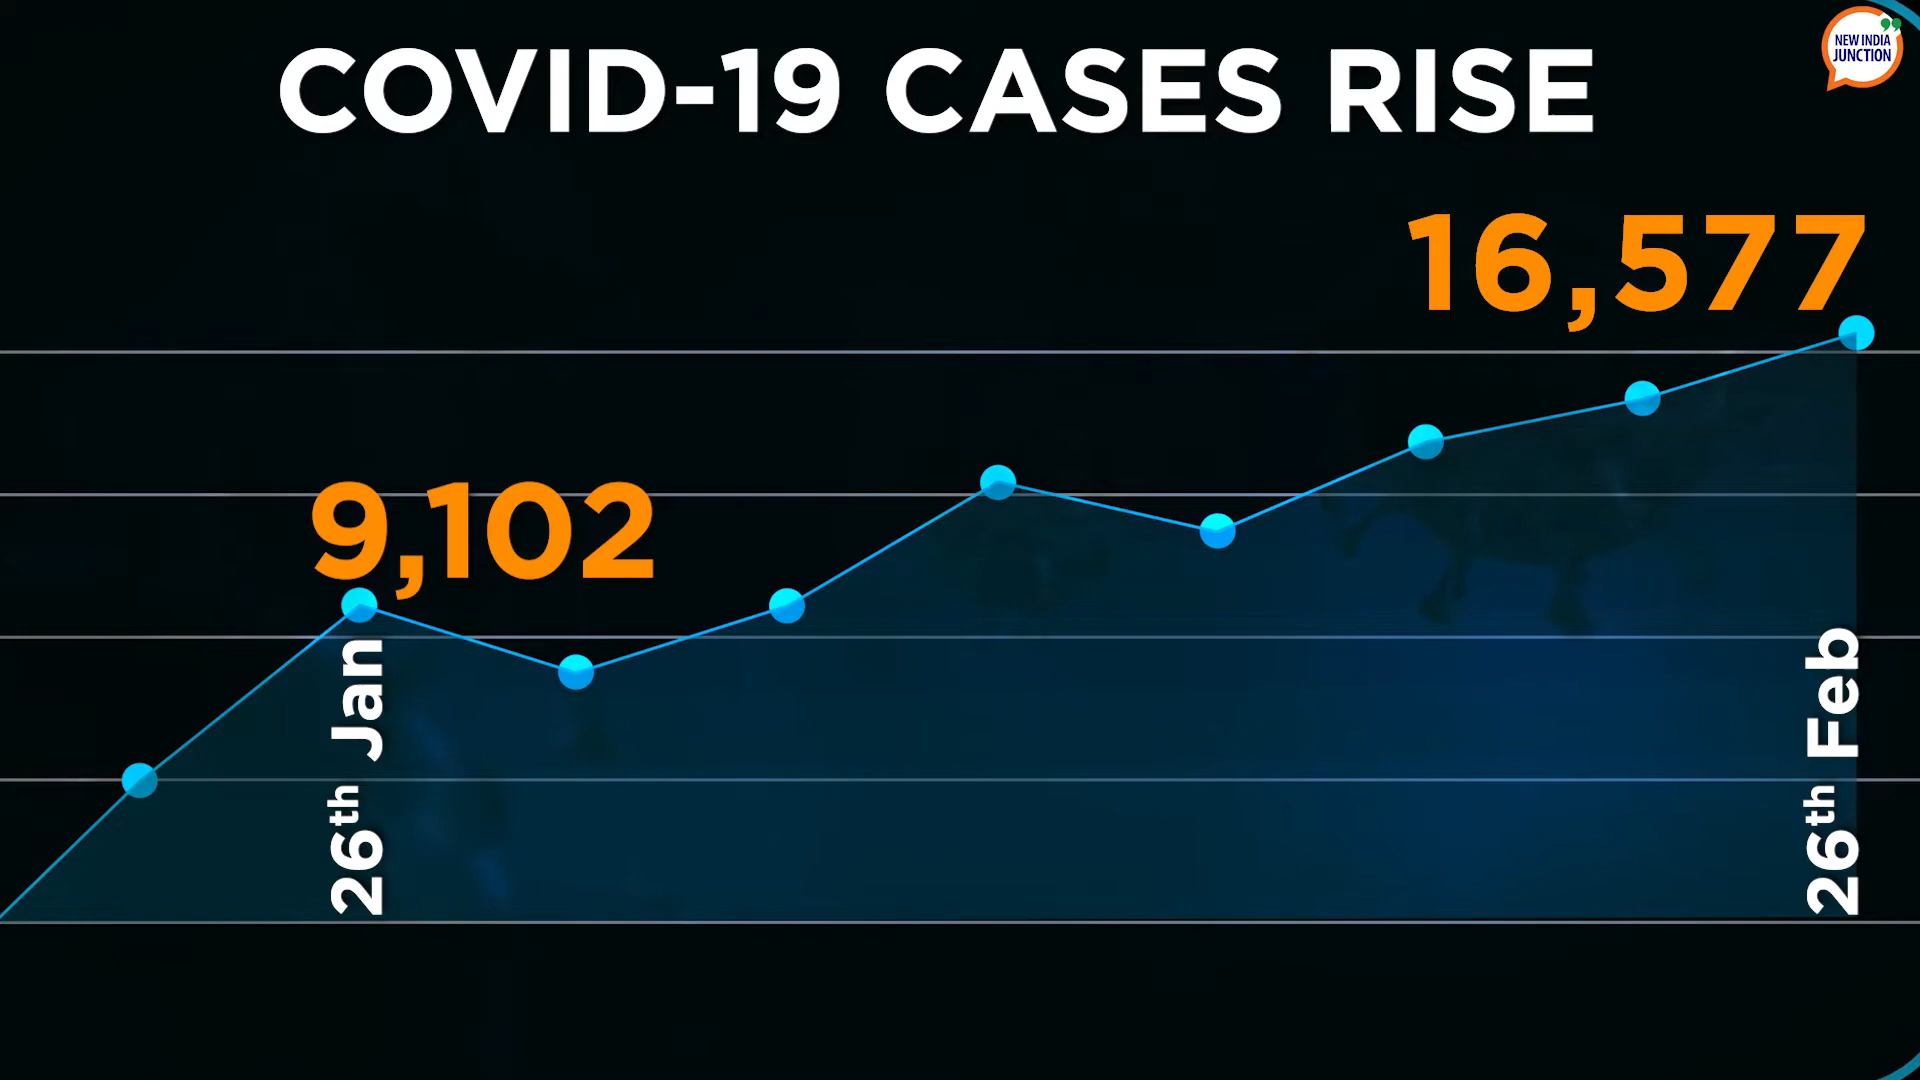 NEW INDIA
JUNCTION
COVID-19 CASES RISE
16,577
9,102
26th Jan
26th Feb